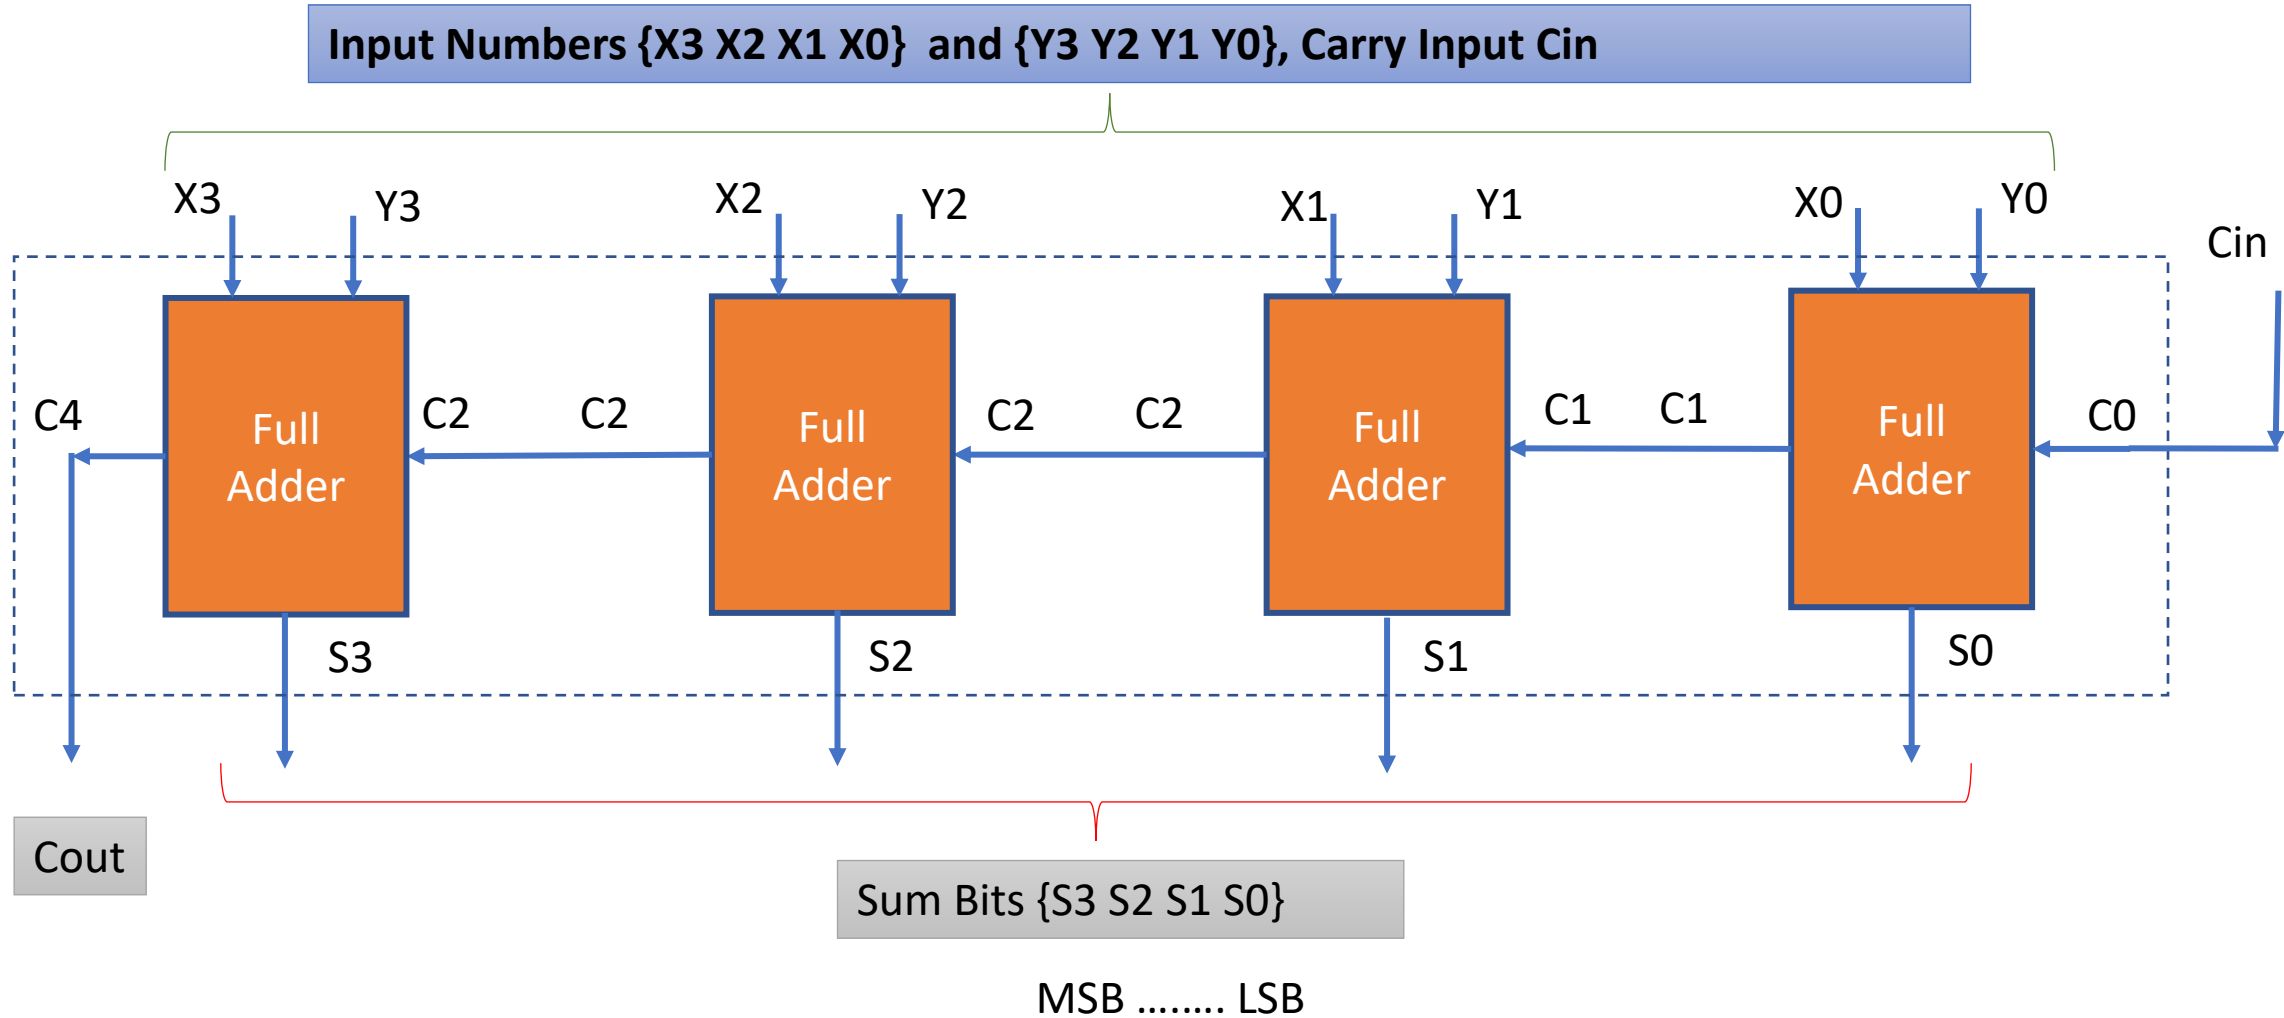 Input Numbers {X3 X2 X1 X0}  and {Y3 Y2 Y1 Y0}, Carry Input Cin
X3 Y3 X2 Y2 X1 Y1 X0 Y0
Cin
C4 C2 C2 C2 C2 C1 C1 C0
Full
Adder
Full
Adder
Full
Adder
Full
Adder
S3 S2 S1 S0
Cout
Sum Bits {S3 S2 S1 S0}
MSB ........ LSB